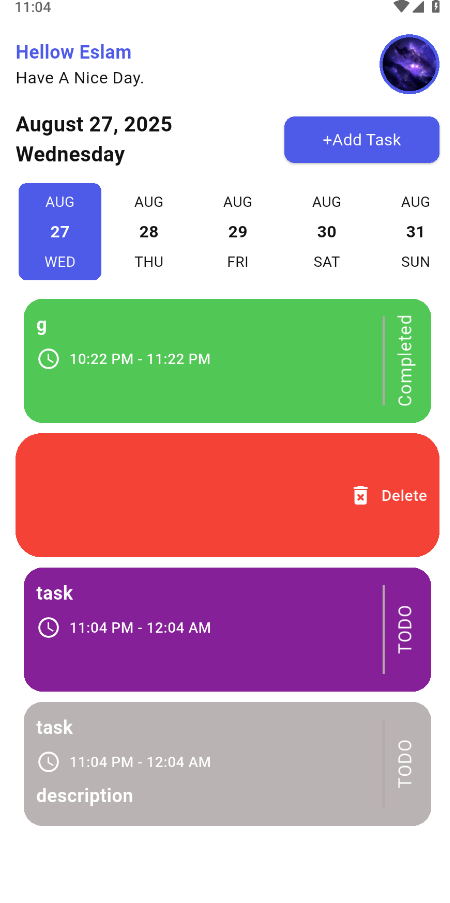 11:04
Hellow Eslam
Have A Nice Day.
August 27, 2025
Wednesday
+Add Task
AUG AUG AUG AUG AUG
27 28 29 30 31
WED THU FRI SAT SUN
g
10:22 PM - 11:22 PM
Completed
Delete
task
11:04 PM - 12:04 AM
TODO
task
11:04 PM - 12:04 AM
description
TODO